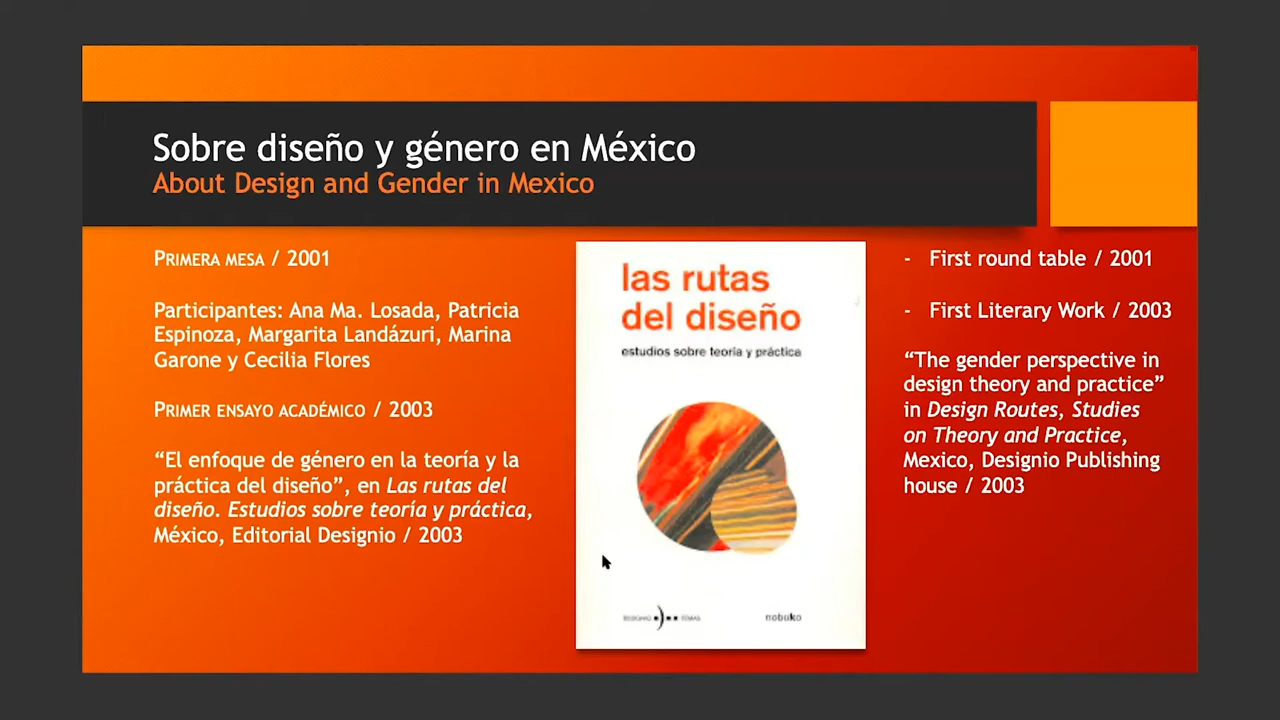 Sobre diseño y género en México
About Design and Gender in Mexico
PRIMERA MESA / 2001
Participantes: Ana Ma. Losada, Patricia
Espinoza, Margarita Landázuri, Marina
Garone y Cecilia Flores
PRIMER ENSAYO ACADÉMICO / 2003
“El enfoque de género en la teoría y la
práctica del diseño”, en Las rutas del
diseño. Estudios sobre teoría y práctica,
México, Editorial Designio / 2003
las rutas
del diseño
estudios sobre teoría y práctica
DESIGNIO
TEMAS
nobuko
- First round table / 2001
- First Literary Work / 2003
“The gender perspective in
design theory and practice”
in Design Routes, Studies
on Theory and Practice,
Mexico, Designio Publishing
house / 2003